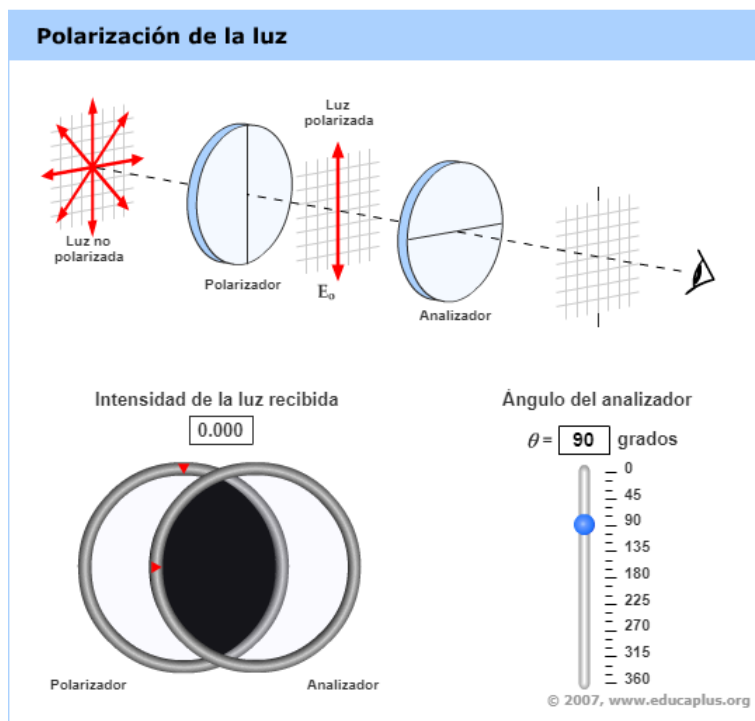 Polarización de la luz
Luz
polarizada
Luz no
polarizada
Polarizador
E₀
Analizador
Intensidad de la luz recibida
0.000
Ángulo del analizador
θ = 90 grados
0
45
90
135
180
225
270
315
360
Polarizador
Analizador
© 2007, www.educaplus.org